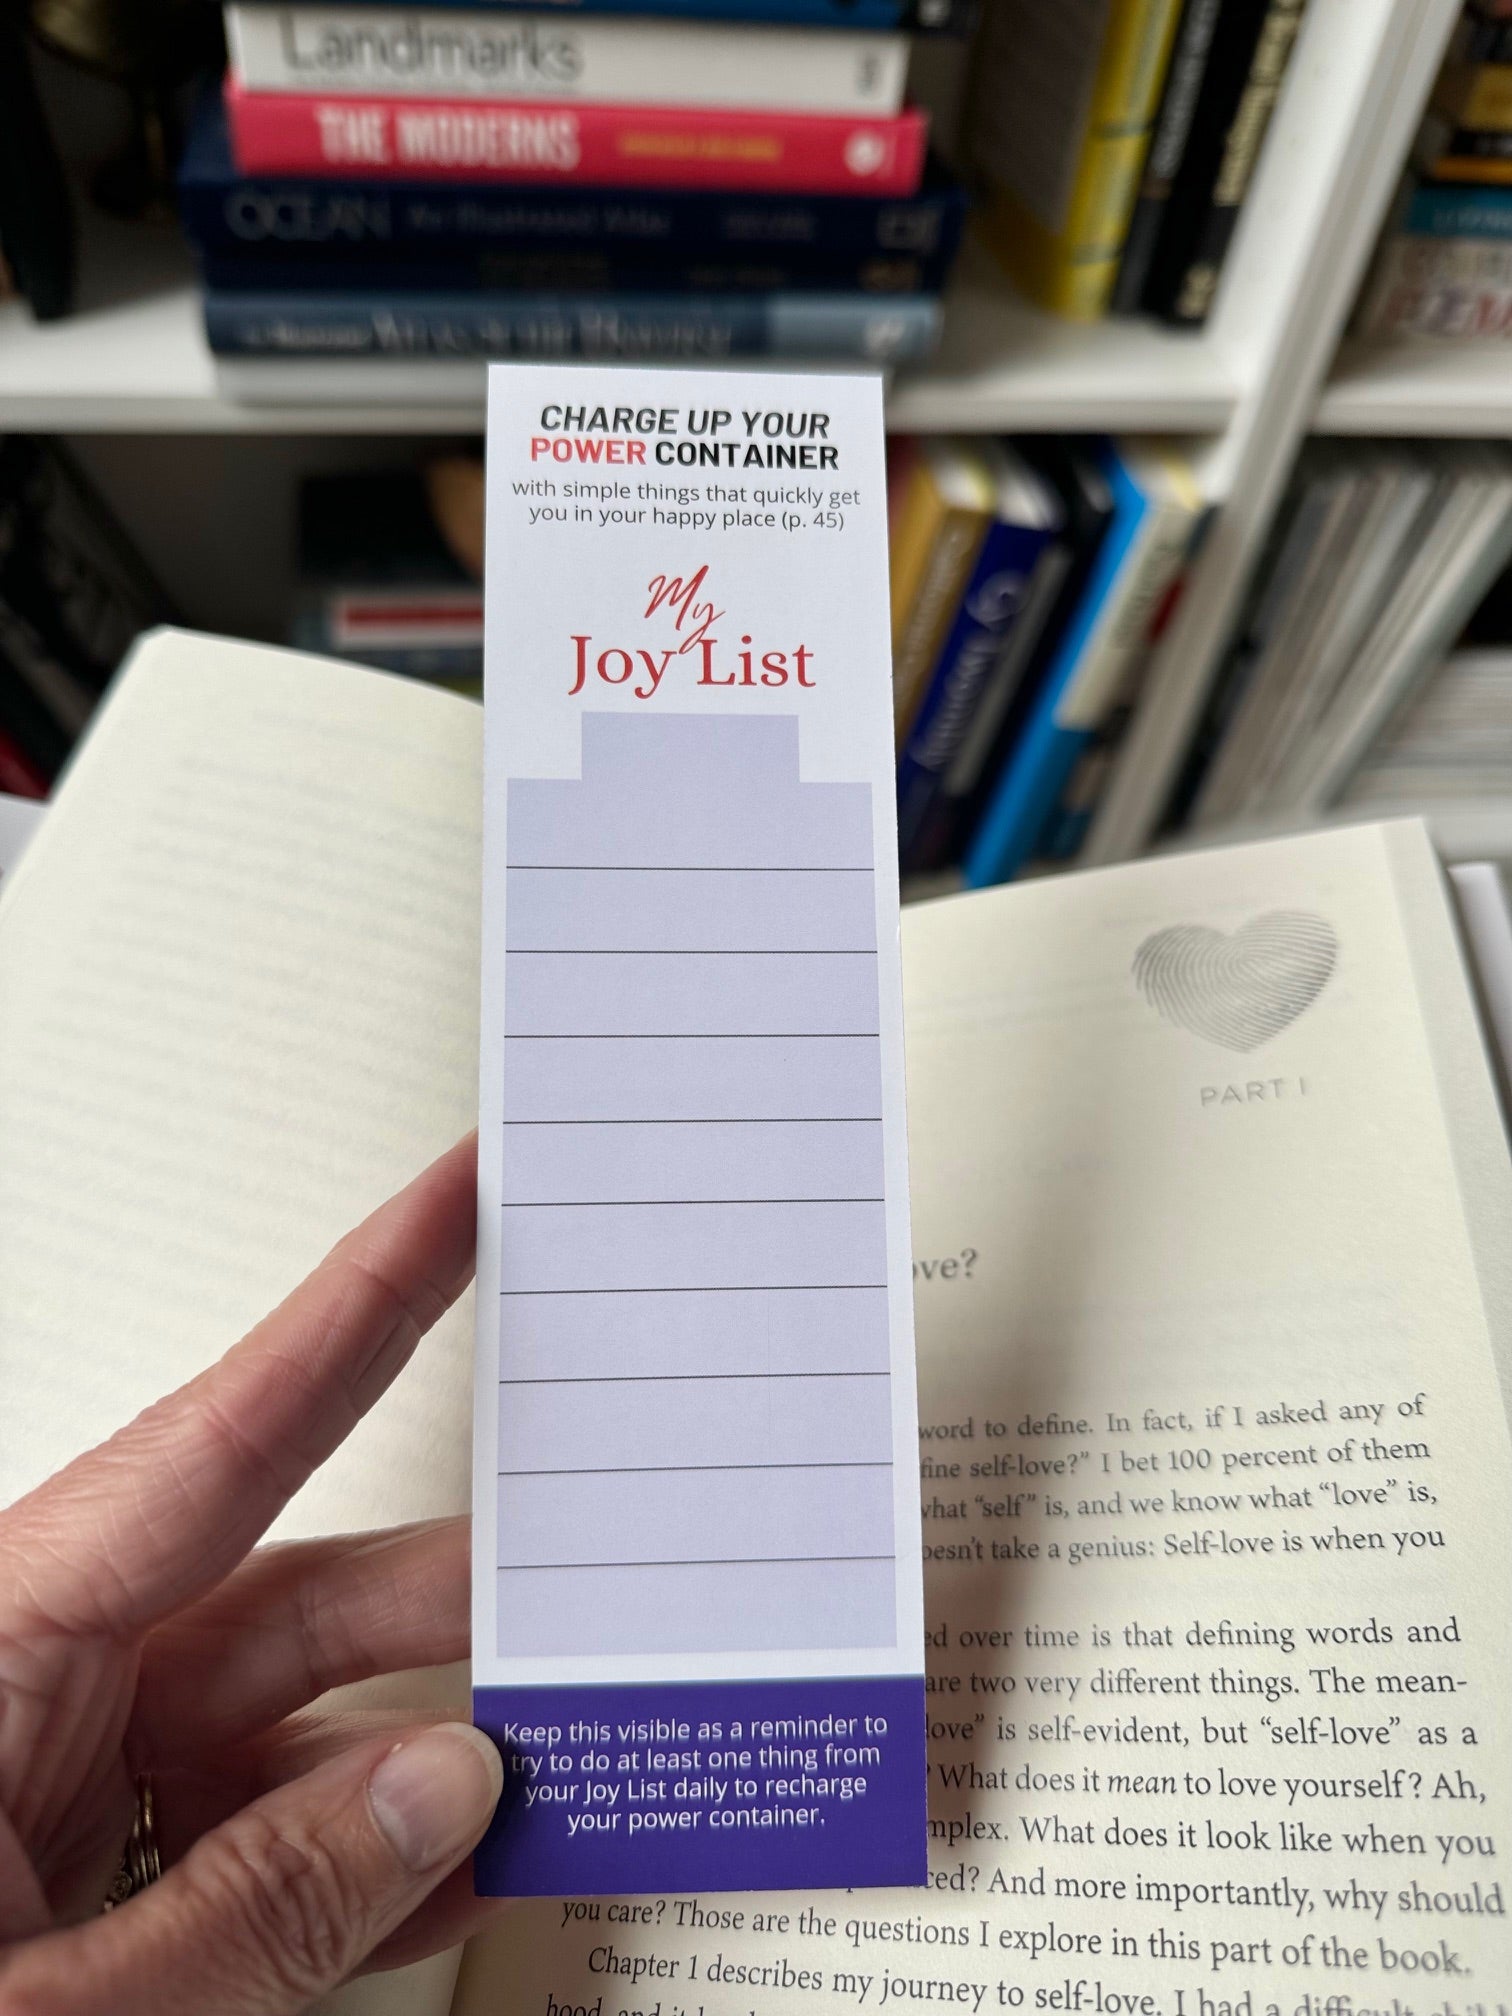 Landmarks
THE MODERNS
OCEAN
CHARGE UP YOUR
POWER CONTAINER
with simple things that quickly get
you in your happy place (p. 45)
My
Joy List
Keep this visible as a reminder to
try to do at least one thing from
your Joy List daily to recharge
your power container.
PART I
ove?
word to define. In fact, if I asked any of
fine self-love?” I bet 100 percent of them
what “self” is, and we know what “love” is,
oesn’t take a genius: Self-love is when you
ed over time is that defining words and
are two very different things. The mean-
love” is self-evident, but “self-love” as a
What does it mean to love yourself? Ah,
mplex. What does it look like when you
ced? And more importantly, why should
you care? Those are the questions I explore in this part of the book.
Chapter 1 describes my journey to self-love. I had a difficult
hood, and it